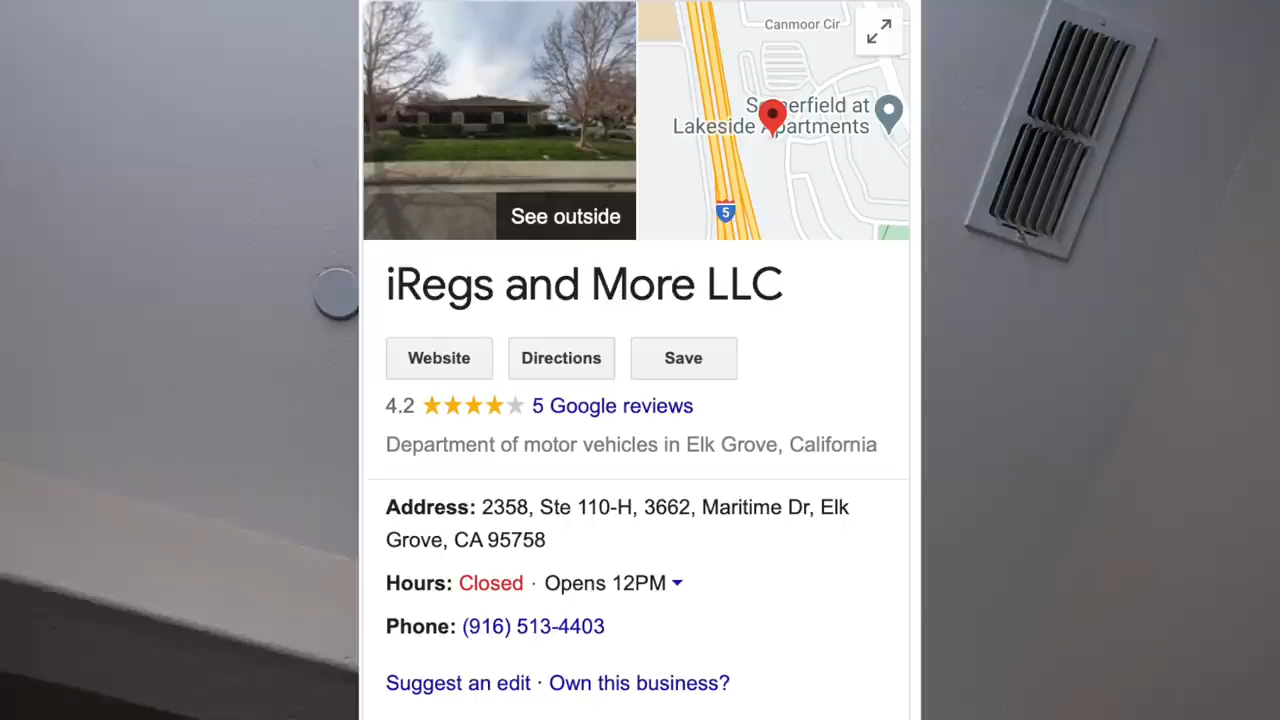 Canmoor Cir
Somerfield at
Lakeside Apartments
5
See outside
iRegs and More LLC
Website
Directions
Save
4.2
5 Google reviews
Department of motor vehicles in Elk Grove, California
Address: 2358, Ste 110-H, 3662, Maritime Dr, Elk
Grove, CA 95758
Hours: Closed · Opens 12PM
Phone: (916) 513-4403
Suggest an edit · Own this business?